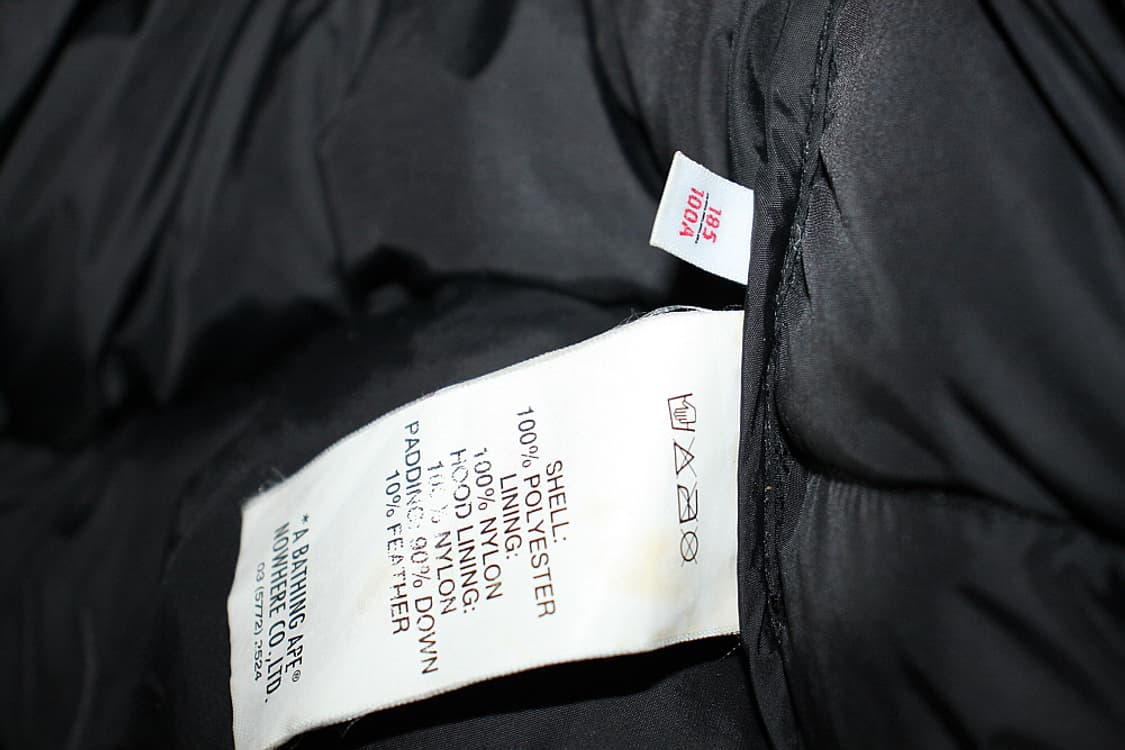 185
100A
SHELL:
100% POLYESTER
LINING:
100% NYLON
HOOD LINING:
NYLON
PADDING: 90% DOWN
10% FEATHER
*A BATHING APE®
NOWHERE CO.,LTD.
03 (5772)